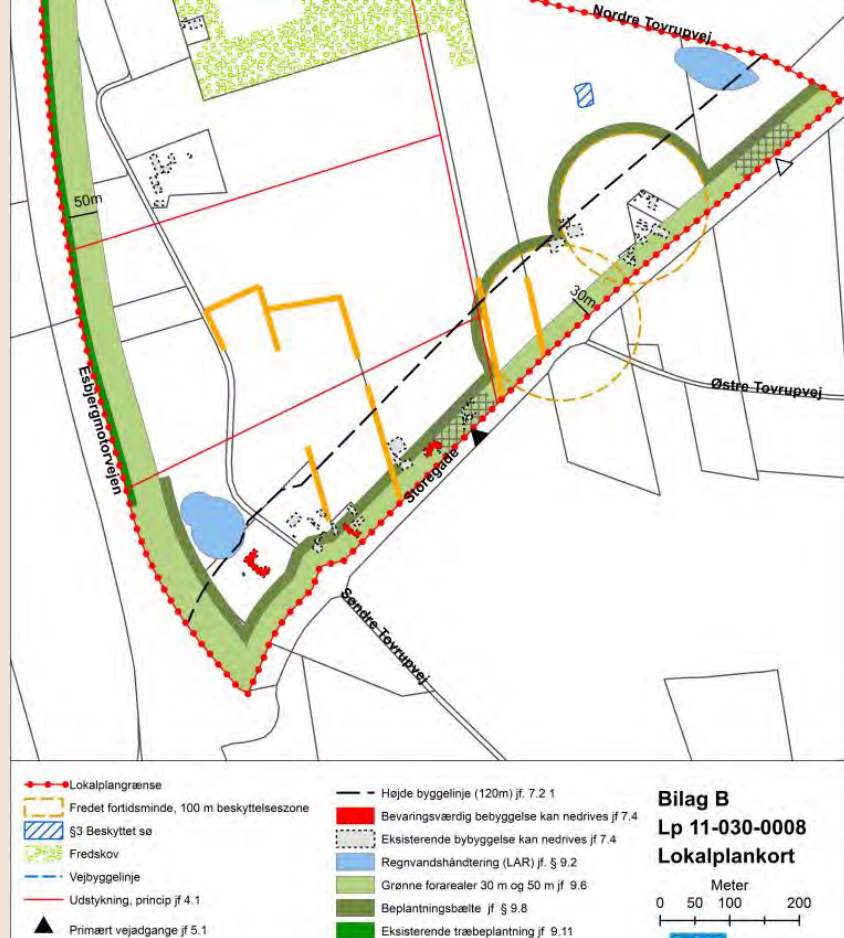 Nordre Tovrupvej
50m
30m
Østre Tovrupvej
Esbjergmotorvejen
Storegade
Søndre Tovrupvej
Lokalplangrænse
Fredet fortidsminde, 100 m beskyttelseszone
§3 Beskyttet sø
Fredskov
Vejbyggelinje
Udstykning, princip jf 4.1
Primært vejadgange jf 5.1
Højde byggelinje (120m) jf. 7.2 1
Bevaringsværdig bebyggelse kan nedrives jf 7.4
Eksisterende bybyggelse kan nedrives jf 7.4
Regnvandshåndtering (LAR) jf. § 9.2
Grønne forarealer 30 m og 50 m jf 9.6
Beplantningsbælte jf § 9.8
Eksisterende træbeplantning jf 9.11
Bilag B
Lp 11-030-0008
Lokalplankort
Meter
0 50 100 200